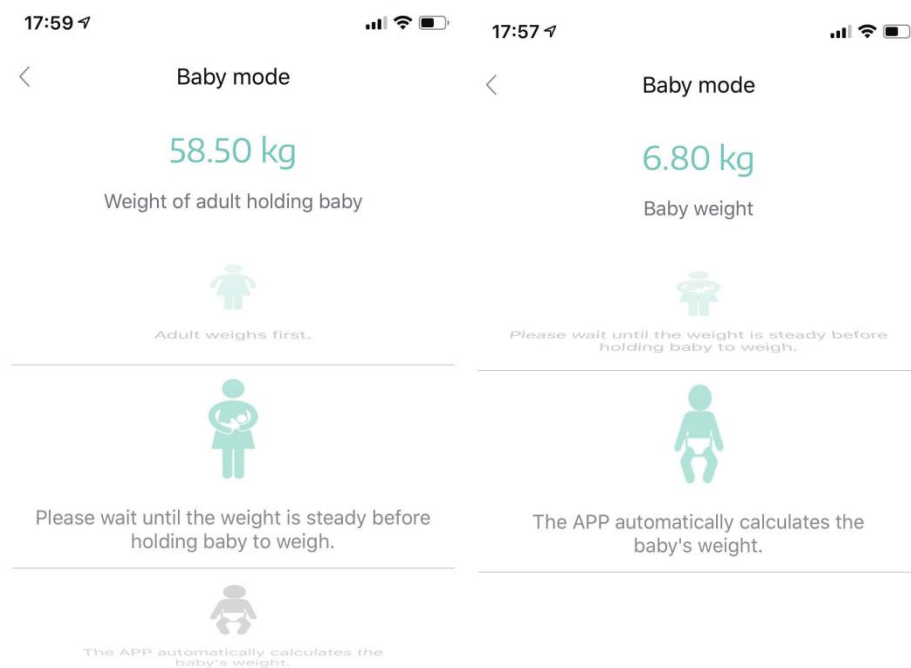 17:59
Baby mode
58.50 kg
Weight of adult holding baby
Adult weighs first.
Please wait until the weight is steady before
holding baby to weigh.
The APP automatically calculates the
baby's weight.
17:57
Baby mode
6.80 kg
Baby weight
Please wait until the weight is steady before
holding baby to weigh.
The APP automatically calculates the
baby's weight.